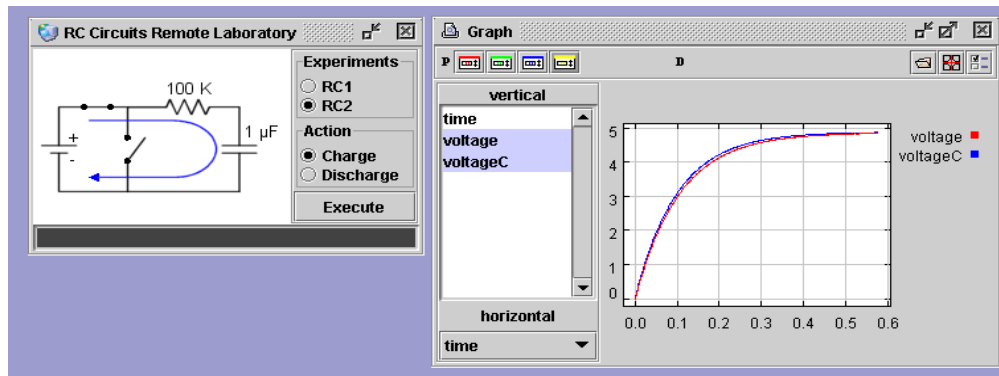 RC Circuits Remote Laboratory
100 K
+
-
1 µF
Experiments
RC1
RC2
Action
Charge
Discharge
Execute
Graph
P
D
vertical
time
voltage
voltageC
horizontal
time
5
4
3
2
1
0
0.0 0.1 0.2 0.3 0.4 0.5 0.6
voltage
voltageC